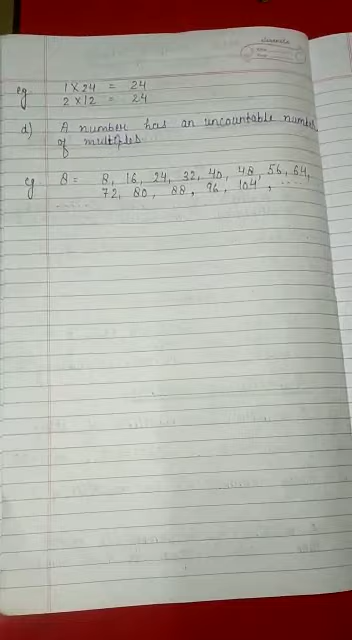 eg 1 × 24 = 24
2 × 12 = 24
d) A number has an uncountable number
of multiples
eg 8 = 8, 16, 24, 32, 40, 48, 56, 64,
72, 80, 88, 96, 104, .....